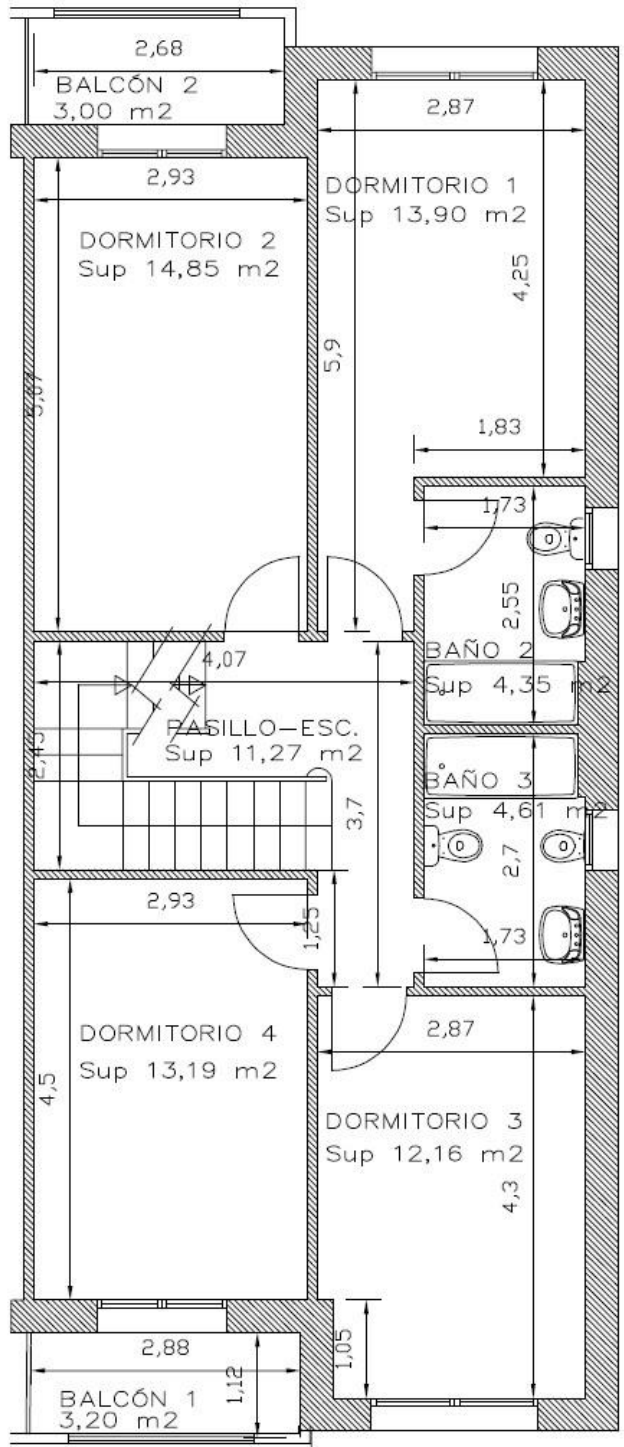 2,68
BALCÓN 2
3,00 m2
2,87
2,93
DORMITORIO 1
Sup 13,90 m2
DORMITORIO 2
Sup 14,85 m2
4,25
5,9
1,83
1,73
2,55
BAÑO 2
Sup 4,35 m2
4,07
PASILLO-ESC.
Sup 11,27 m2
2,45
3,7
BAÑO 3
Sup 4,61 m2
2,7
2,93
1,25
1,73
DORMITORIO 4
Sup 13,19 m2
2,87
4,5
DORMITORIO 3
Sup 12,16 m2
4,3
1,05
2,88
1,12
BALCÓN 1
3,20 m2